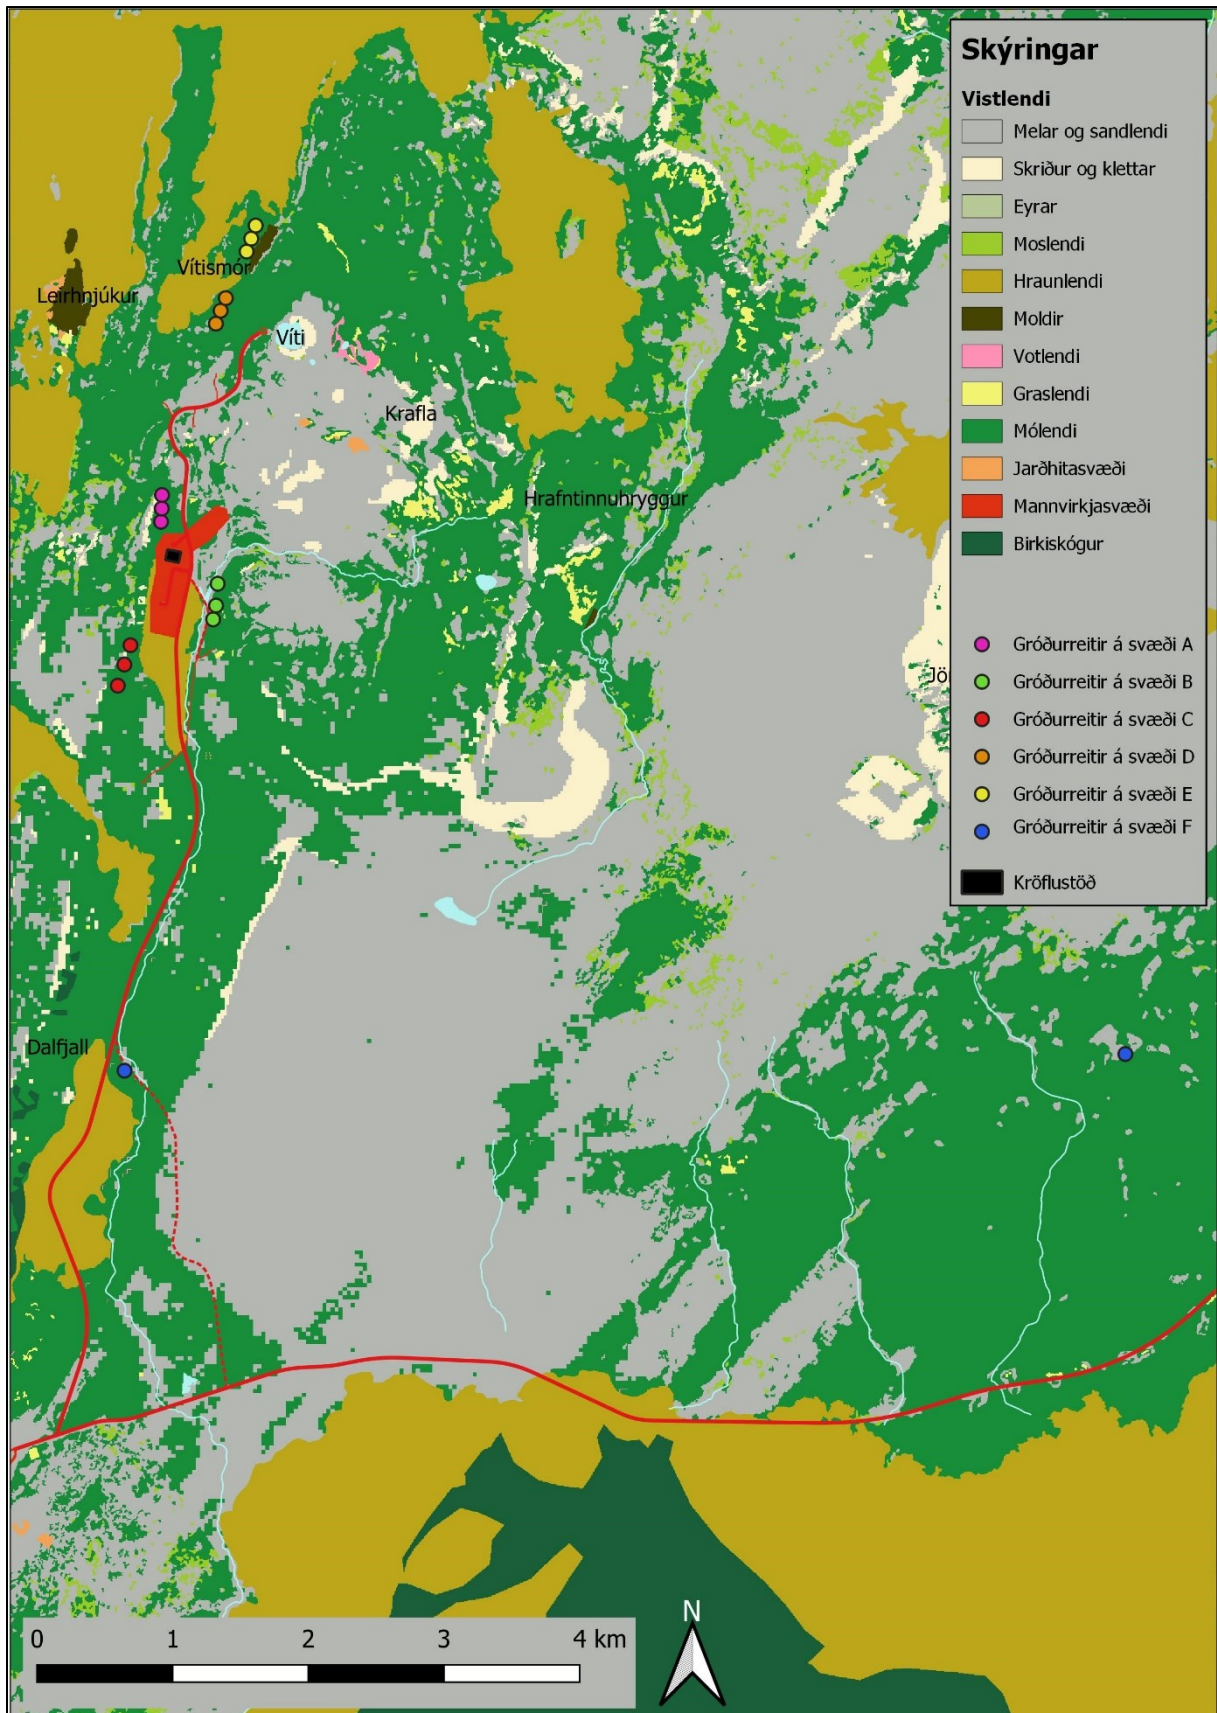 Skýringar
Vistlendi
Melar og sandlendi
Skriður og klettar
Eyrar
Moslendi
Hraunlendi
Moldir
Votlendi
Graslendi
Mólendi
Jarðhitasvæði
Mannvirkjasvæði
Birkiskógur
Gróðurreitir á svæði A
Gróðurreitir á svæði B
Gróðurreitir á svæði C
Gróðurreitir á svæði D
Gróðurreitir á svæði E
Gróðurreitir á svæði F
Kröflustöð
Vítismór
Leirhnjúkur
Víti
Krafla
Hrafntinnuhryggur
Jör
Dalfjall
N
0 1 2 3 4 km